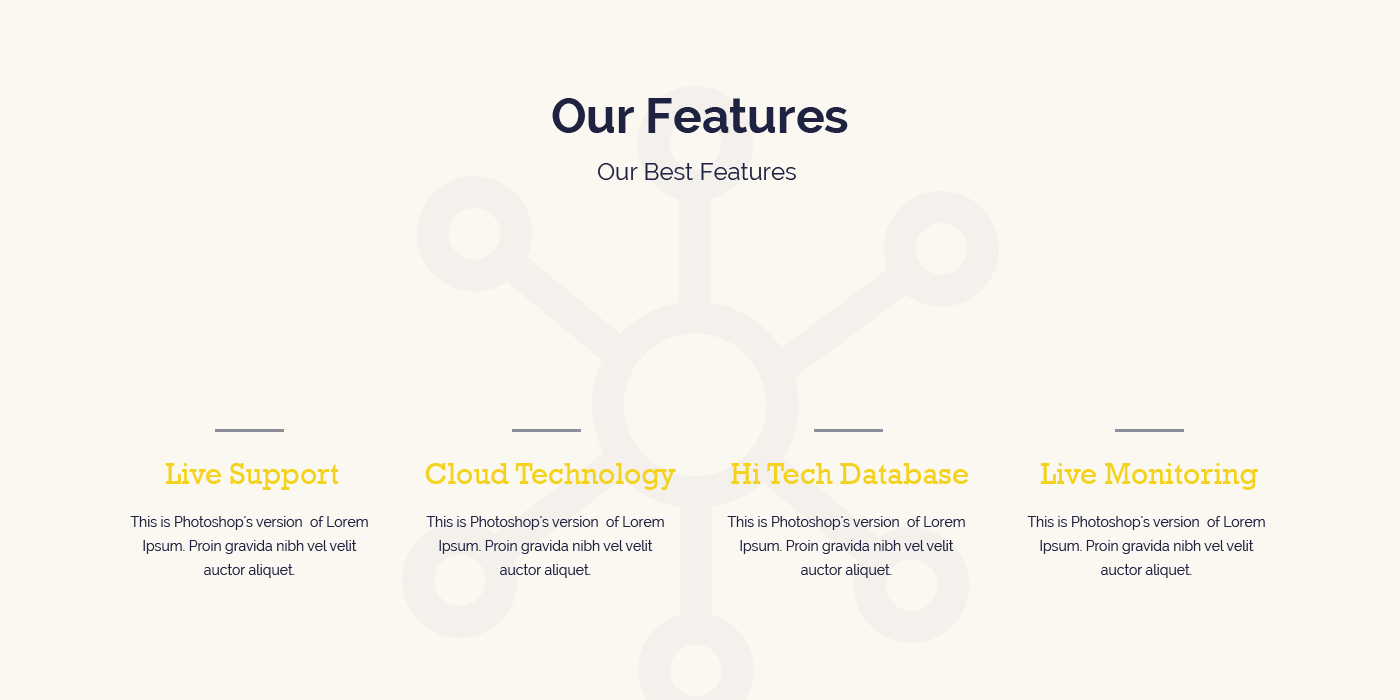 Our Features
Our Best Features
Live Support
This is Photoshop's version  of Lorem
Ipsum. Proin gravida nibh vel velit
auctor aliquet.
Cloud Technology
This is Photoshop's version  of Lorem
Ipsum. Proin gravida nibh vel velit
auctor aliquet.
Hi Tech Database
This is Photoshop's version  of Lorem
Ipsum. Proin gravida nibh vel velit
auctor aliquet.
Live Monitoring
This is Photoshop's version  of Lorem
Ipsum. Proin gravida nibh vel velit
auctor aliquet.